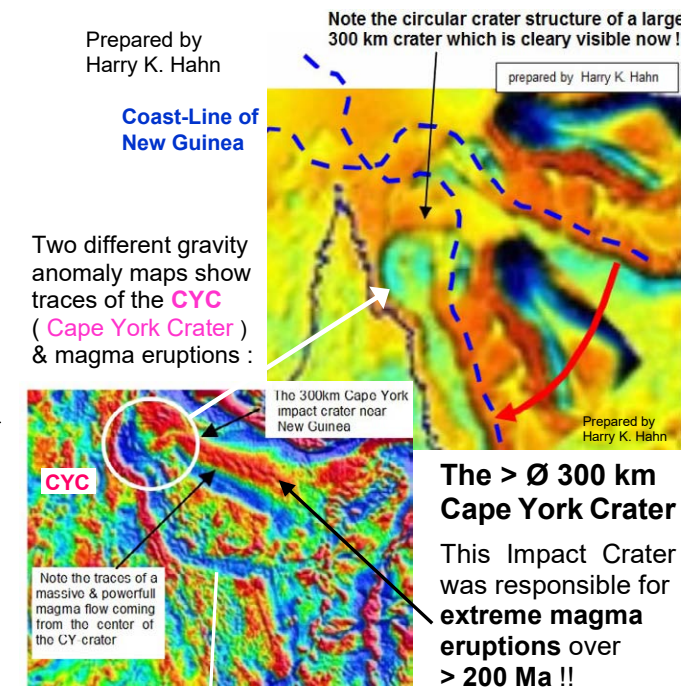 Note the circular crater structure of a large
300 km crater which is cleary visible now !
Prepared by
Harry K. Hahn
prepared by Harry K. Hahn
Coast-Line of
New Guinea
Two different gravity
anomaly maps show
traces of the CYC
( Cape York Crater )
& magma eruptions :
The 300km Cape York
impact crater near
New Guinea
Prepared by
Harry K. Hahn
CYC
Note the traces of a
massive & powerfull
magma flow coming
from the center of
the CY-crater
The > Ø 300 km
Cape York Crater
This Impact Crater
was responsible for
extreme magma
eruptions over
> 200 Ma !!